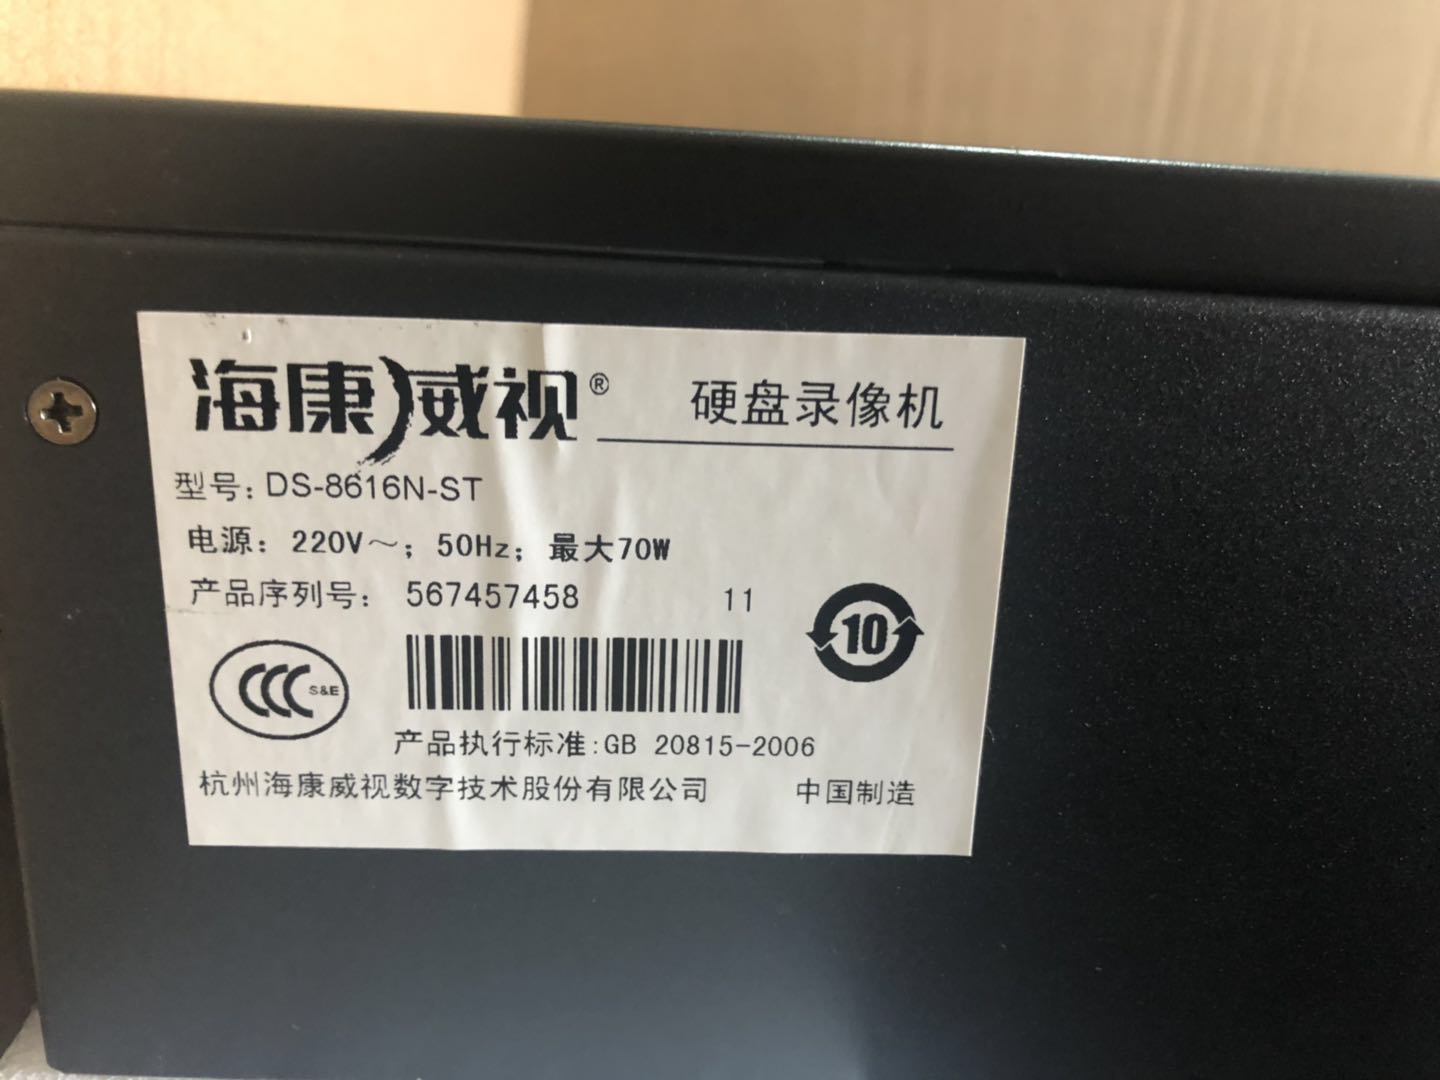 海康威视® 硬盘录像机
型号: DS-8616N-ST
电源: 220V～; 50Hz; 最大70W
产品序列号: 567457458 11
10
S&E
产品执行标准:GB 20815-2006
杭州海康威视数字技术股份有限公司 中国制造